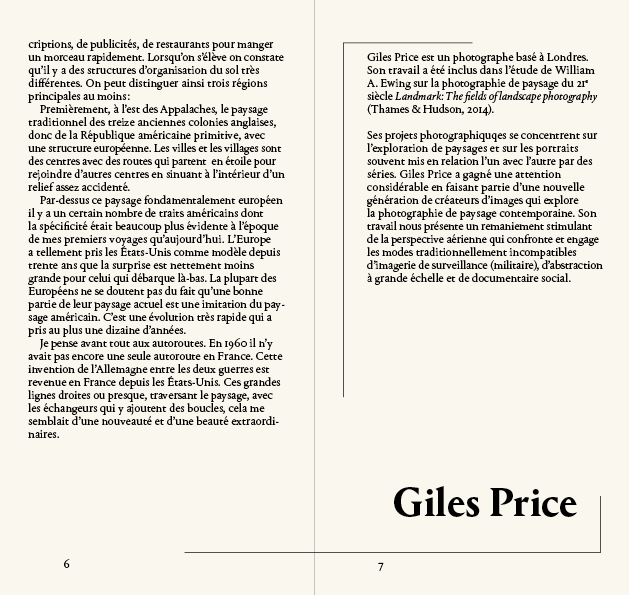 criptions, de publicités, de restaurants pour manger
un morceau rapidement. Lorsqu'on s'élève on constate
qu'il y a des structures d'organisation du sol très
différentes. On peut distinguer ainsi trois régions
principales au moins:
Premièrement, à l'est des Appalaches, le paysage
traditionnel des treize anciennes colonies anglaises,
donc de la République américaine primitive, avec
une structure européenne. Les villes et les villages sont
des centres avec des routes qui partent en étoile pour
rejoindre d'autres centres en sinuant à l'intérieur d'un
relief assez accidenté.
Par-dessus ce paysage fondamentalement européen
il y a un certain nombre de traits américains dont
la spécificité était beaucoup plus évidente à l'époque
de mes premiers voyages qu'aujourd'hui. L'Europe
a tellement pris les États-Unis comme modèle depuis
trente ans que la surprise est nettement moins
grande pour celui qui débarque là-bas. La plupart des
Européens ne se doutent pas du fait qu'une bonne
partie de leur paysage actuel est une imitation du pay-
sage américain. C'est une évolution très rapide qui a
pris au plus une dizaine d'années.
Je pense avant tout aux autoroutes. En 1960 il n'y
avait pas encore une seule autoroute en France. Cette
invention de l'Allemagne entre les deux guerres est
revenue en France depuis les États-Unis. Ces grandes
lignes droites ou presque, traversant le paysage, avec
les échangeurs qui y ajoutent des boucles, cela me
semblait d'une nouveauté et d'une beauté extraordi-
naires.
6
Giles Price est un photographe basé à Londres.
Son travail a été inclus dans l'étude de William
A. Ewing sur la photographie de paysage du 21e
siècle Landmark: The fields of landscape photography
(Thames & Hudson, 2014).
Ses projets photographiquqes se concentrent sur
l'exploration de paysages et sur les portraits
souvent mis en relation l'un avec l'autre par des
séries. Giles Price a gagné une attention
considérable en faisant partie d'une nouvelle
génération de créateurs d'images qui explore
la photographie de paysage contemporaine. Son
travail nous présente un remaniement stimulant
de la perspective aérienne qui confronte et engage
les modes traditionnellement incompatibles
d'imagerie de surveillance (militaire), d'abstraction
à grande échelle et de documentaire social.
Giles Price
7